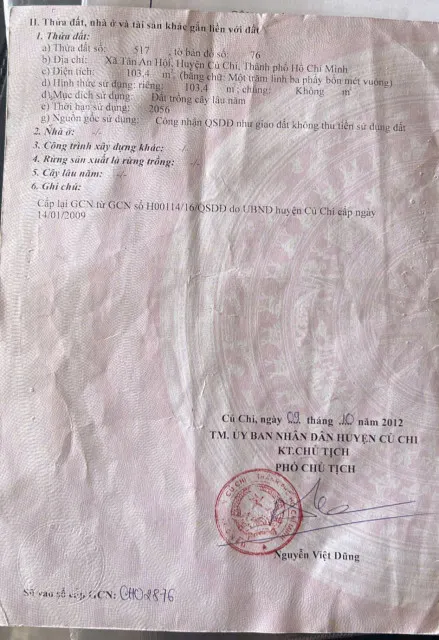 II. Thửa đất, nhà ở và tài sản khác gắn liền với đất
1. Thửa đất:
a) Thửa đất số: 517 , tờ bản đồ số: 76
b) Địa chỉ: Xã Tân An Hội, Huyện Củ Chi, Thành phố Hồ Chí Minh
c) Diện tích: 103,4 m², (bằng chữ: Một trăm linh ba phẩy bốn mét vuông)
d) Hình thức sử dụng: riêng: 103,4 m²; chung: Không m²
đ) Mục đích sử dụng: Đất trồng cây lâu năm
e) Thời hạn sử dụng: 2056
g) Nguồn gốc sử dụng: Công nhận QSDĐ như giao đất không thu tiền sử dụng đất
2. Nhà ở: -/-
3. Công trình xây dựng khác: -/-
4. Rừng sản xuất là rừng trồng: -/-
5. Cây lâu năm: -/-
6. Ghi chú:
Cấp lại GCN từ GCN số H00114/16/QSDĐ do UBND huyện Củ Chi cấp ngày
14/01/2009
Củ Chi, ngày 09 tháng 10 năm 2012
TM. ỦY BAN NHÂN DÂN HUYỆN CỦ CHI
KT.CHỦ TỊCH
PHÓ CHỦ TỊCH
Nguyễn Việt Dũng
Số vào sổ cấp GCN: CH02876